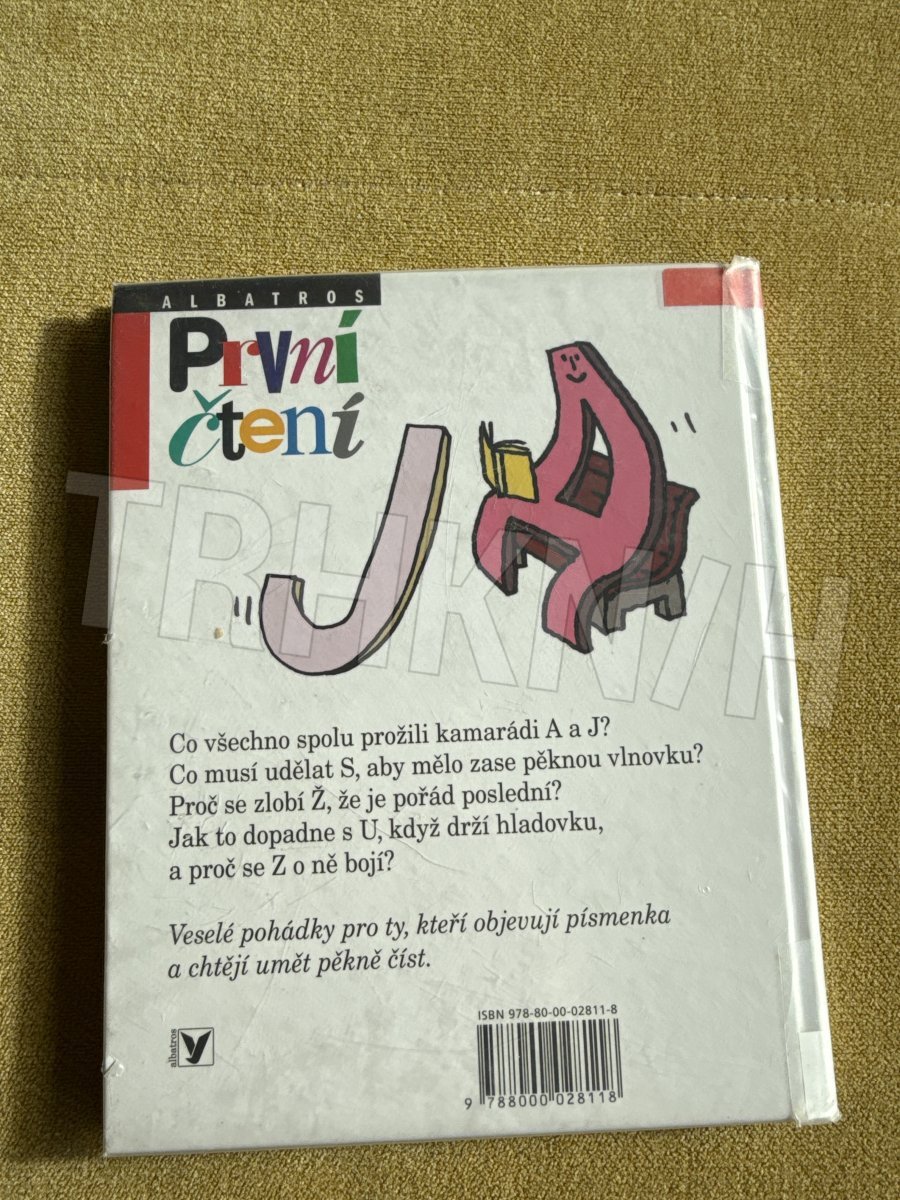 ALBATROS
První
čtení
TRHKNIH
Co všechno spolu prožili kamarádi A a J?
Co musí udělat S, aby mělo zase pěknou vlnovku?
Proč se zlobí Ž, že je pořád poslední?
Jak to dopadne s U, když drží hladovku,
a proč se Z o ně bojí?
Veselé pohádky pro ty, kteří objevují písmenka
a chtějí umět pěkně číst.
albatros
ISBN 978-80-00-02811-8
9 788000 028118